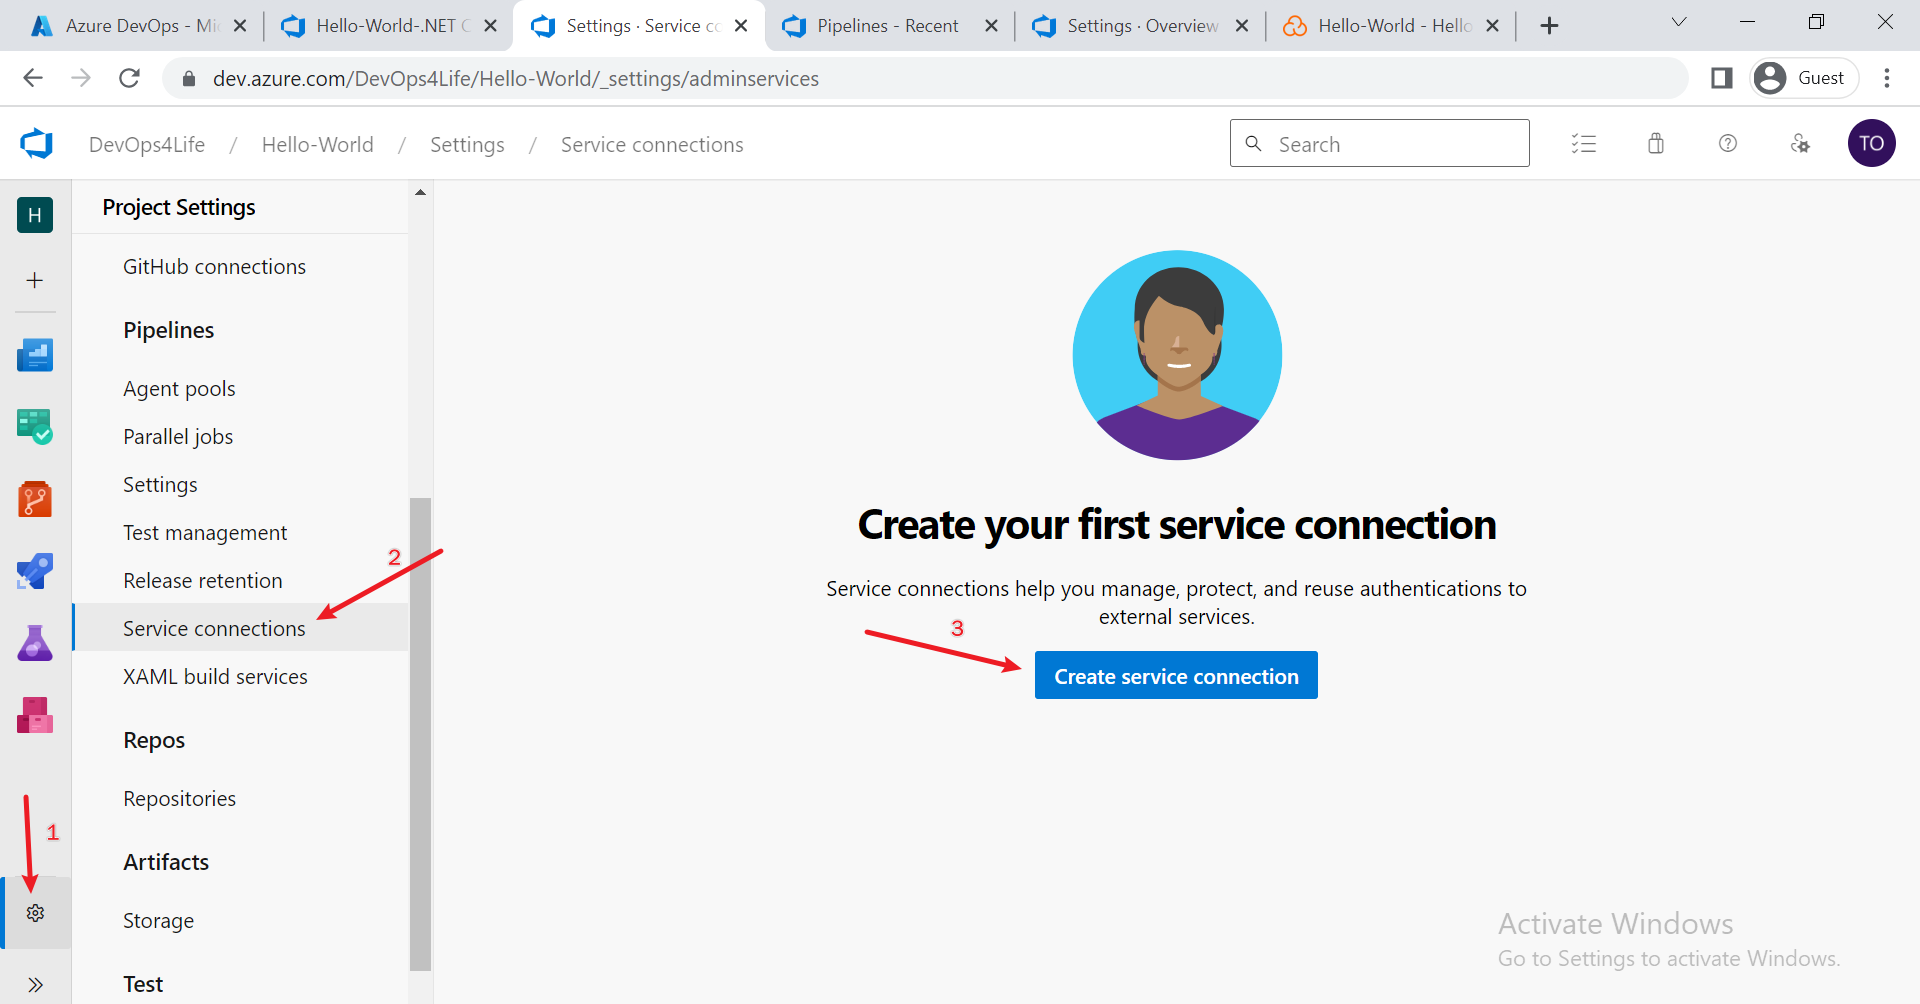 Azure DevOps - Mic
Hello-World-.NET C
Settings · Service co
Pipelines - Recent
Settings · Overview
Hello-World - Hello
dev.azure.com/DevOps4Life/Hello-World/_settings/adminservices
Guest
DevOps4Life / Hello-World / Settings / Service connections
Search
TO
H
Project Settings
GitHub connections
Pipelines
Agent pools
Parallel jobs
Settings
Test management
Release retention
2
Service connections
XAML build services
Repos
Repositories
1
Artifacts
Storage
Test
Create your first service connection
Service connections help you manage, protect, and reuse authentications to
external services.
3
Create service connection
Activate Windows
Go to Settings to activate Windows.